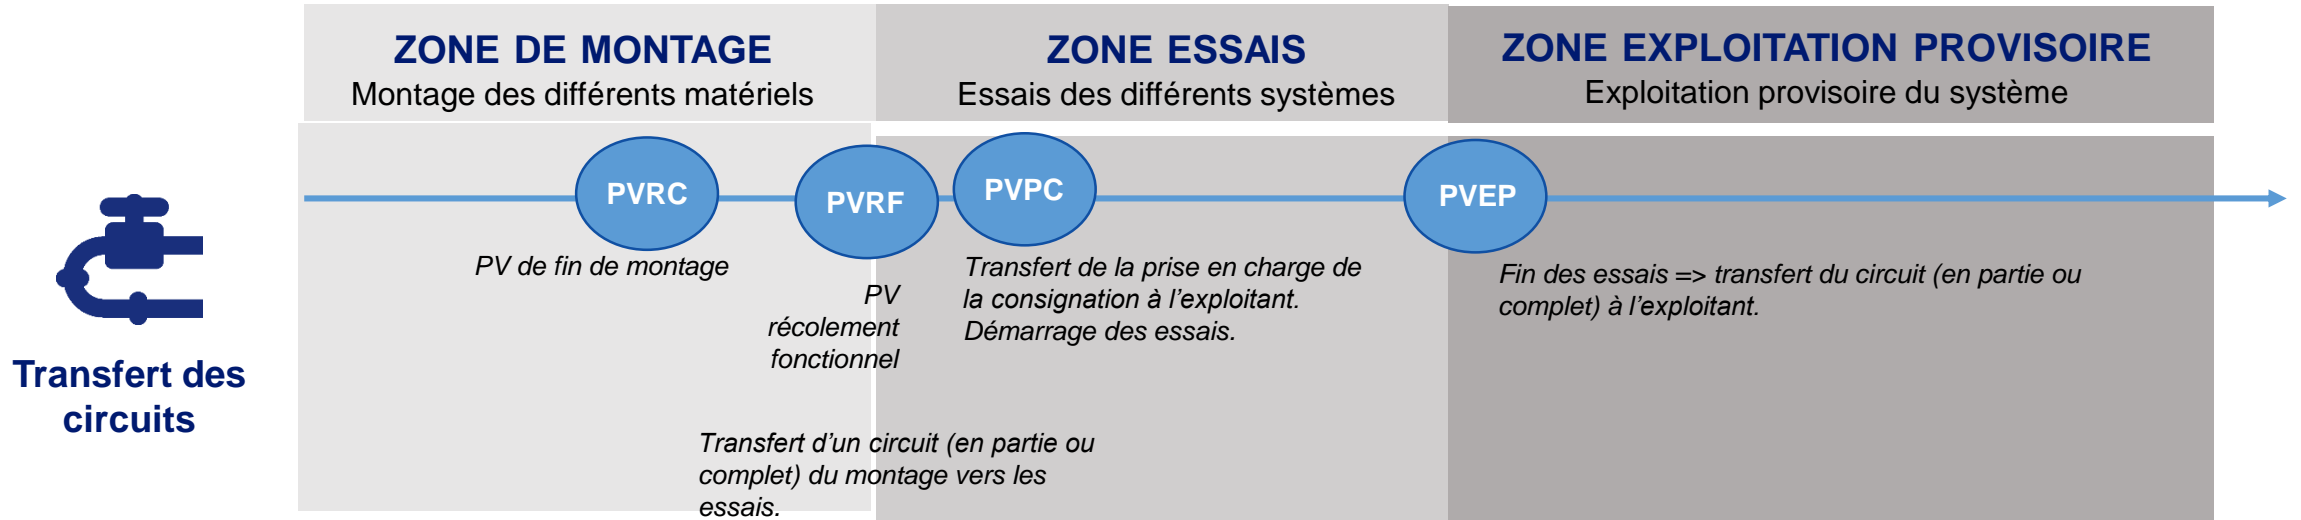 ZONE DE MONTAGE
Montage des différents matériels
ZONE ESSAIS
Essais des différents systèmes
ZONE EXPLOITATION PROVISOIRE
Exploitation provisoire du système
PVRC
PVRF
PVPC
PVEP
PV de fin de montage
PV
récolement
fonctionnel
Transfert de la prise en charge de
la consignation à l’exploitant.
Démarrage des essais.
Fin des essais => transfert du circuit (en partie ou
complet) à l’exploitant.
Transfert des
circuits
Transfert d’un circuit (en partie ou
complet) du montage vers les
essais.